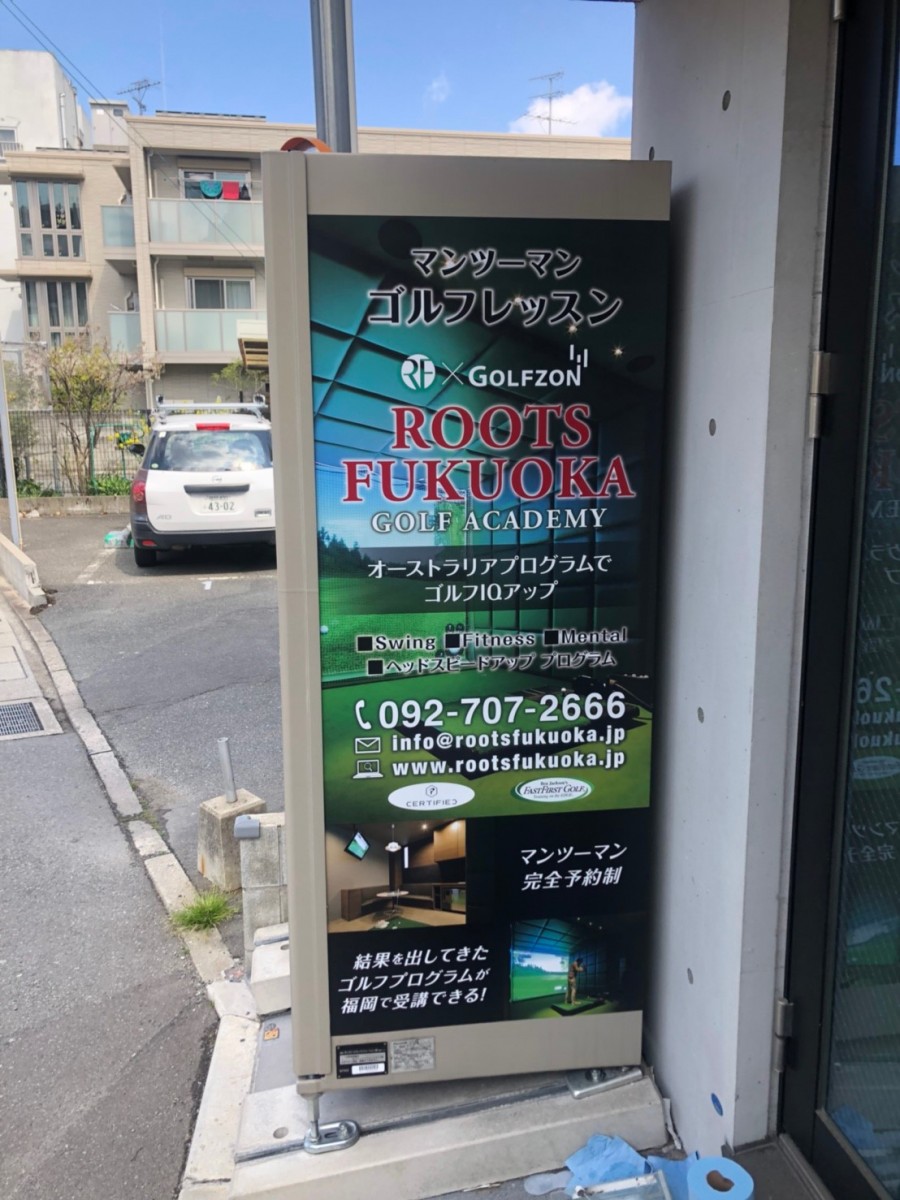 マンツーマン
ゴルフレッスン
RF×GOLFZON
ROOTS
FUKUOKA
GOLF ACADEMY
オーストラリアプログラムで
ゴルフIQアップ
■Swing ■Fitness ■Mental
■ヘッドスピードアップ プログラム
092-707-2666
info@rootsfukuoka.jp
www.rootsfukuoka.jp
CERTIFIED
FASTFIRST GOLF
マンツーマン
完全予約制
結果を出してきた
ゴルフプログラムが
福岡で受講できる!
43-02